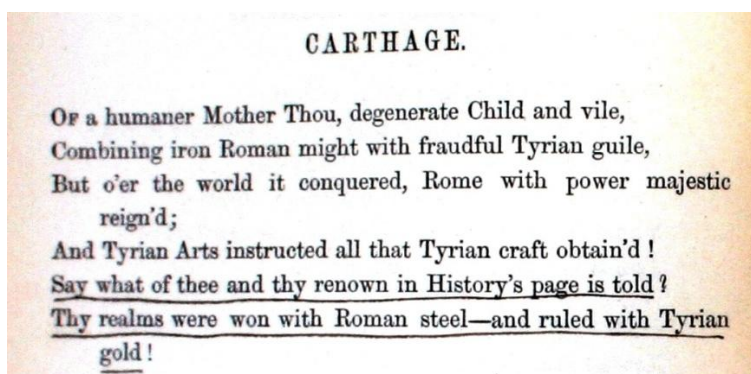 CARTHAGE.
OF a humaner Mother Thou, degenerate Child and vile,
Combining iron Roman might with fraudful Tyrian guile,
But o'er the world it conquered, Rome with power majestic
reign'd;
And Tyrian Arts instructed all that Tyrian craft obtain'd !
Say what of thee and thy renown in History's page is told ?
Thy realms were won with Roman steel—and ruled with Tyrian
gold !